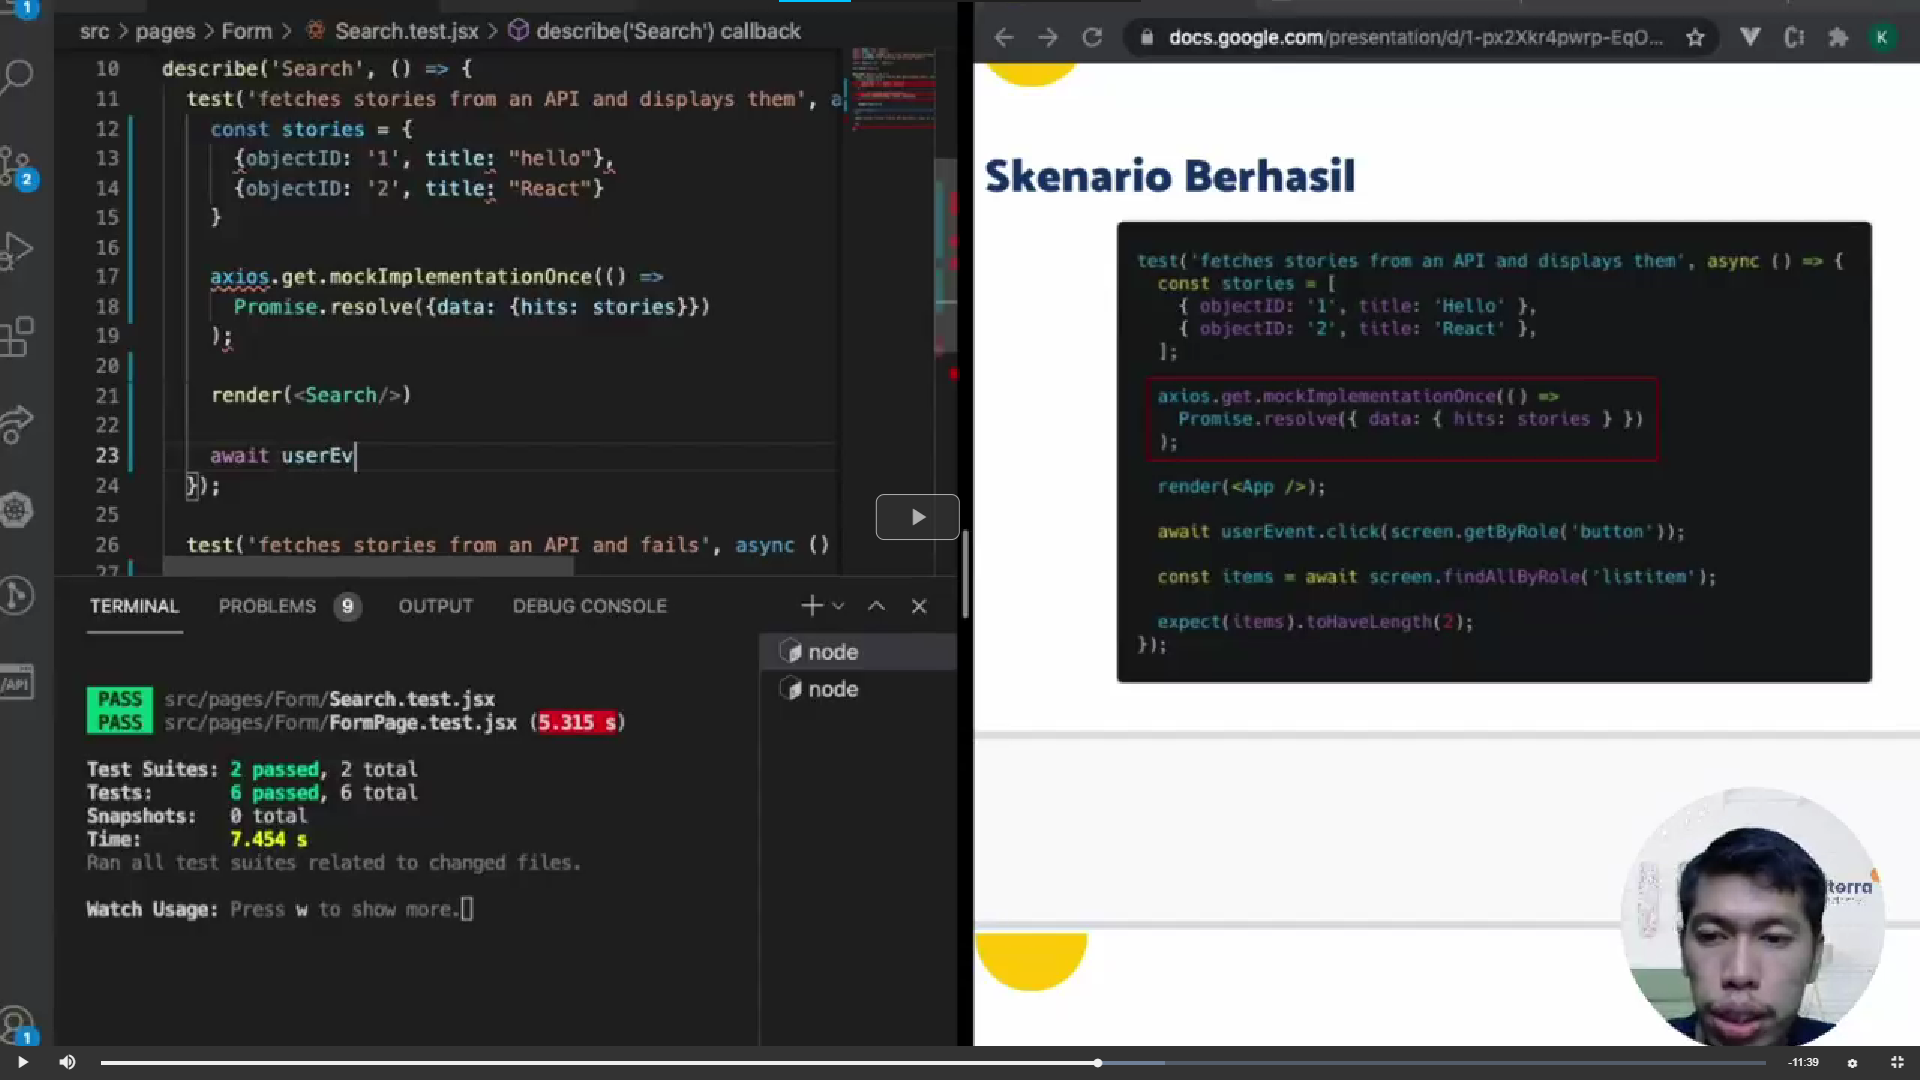 1
src > pages > Form > Search.test.jsx > describe('Search') callback
10 describe('Search', () => {
11 test('fetches stories from an API and displays them', a
12 const stories = {
13 {objectID: '1', title: "hello"},
14 {objectID: '2', title: "React"}
15 }
16
17 axios.get.mockImplementationOnce(() =>
18 Promise.resolve({data: {hits: stories}})
19 );
20
21 render(<Search/>)
22
23 await userEv
24 });
25
26 test('fetches stories from an API and fails', async ()
27
2
/API
1
TERMINAL PROBLEMS 9 OUTPUT DEBUG CONSOLE
node
node
PASS src/pages/Form/Search.test.jsx
PASS src/pages/Form/FormPage.test.jsx (5.315 s)
Test Suites: 2 passed, 2 total
Tests: 6 passed, 6 total
Snapshots: 0 total
Time: 7.454 s
Ran all test suites related to changed files.
Watch Usage: Press w to show more.
docs.google.com/presentation/d/1-px2Xkr4pwrp-EqO... K
Skenario Berhasil
test('fetches stories from an API and displays them', async () => {
const stories = [
{ objectID: '1', title: 'Hello' },
{ objectID: '2', title: 'React' },
];
axios.get.mockImplementationOnce(() =>
Promise.resolve({ data: { hits: stories } })
);
render(<App />);
await userEvent.click(screen.getByRole('button'));
const items = await screen.findAllByRole('listitem');
expect(items).toHaveLength(2);
});
-11:39